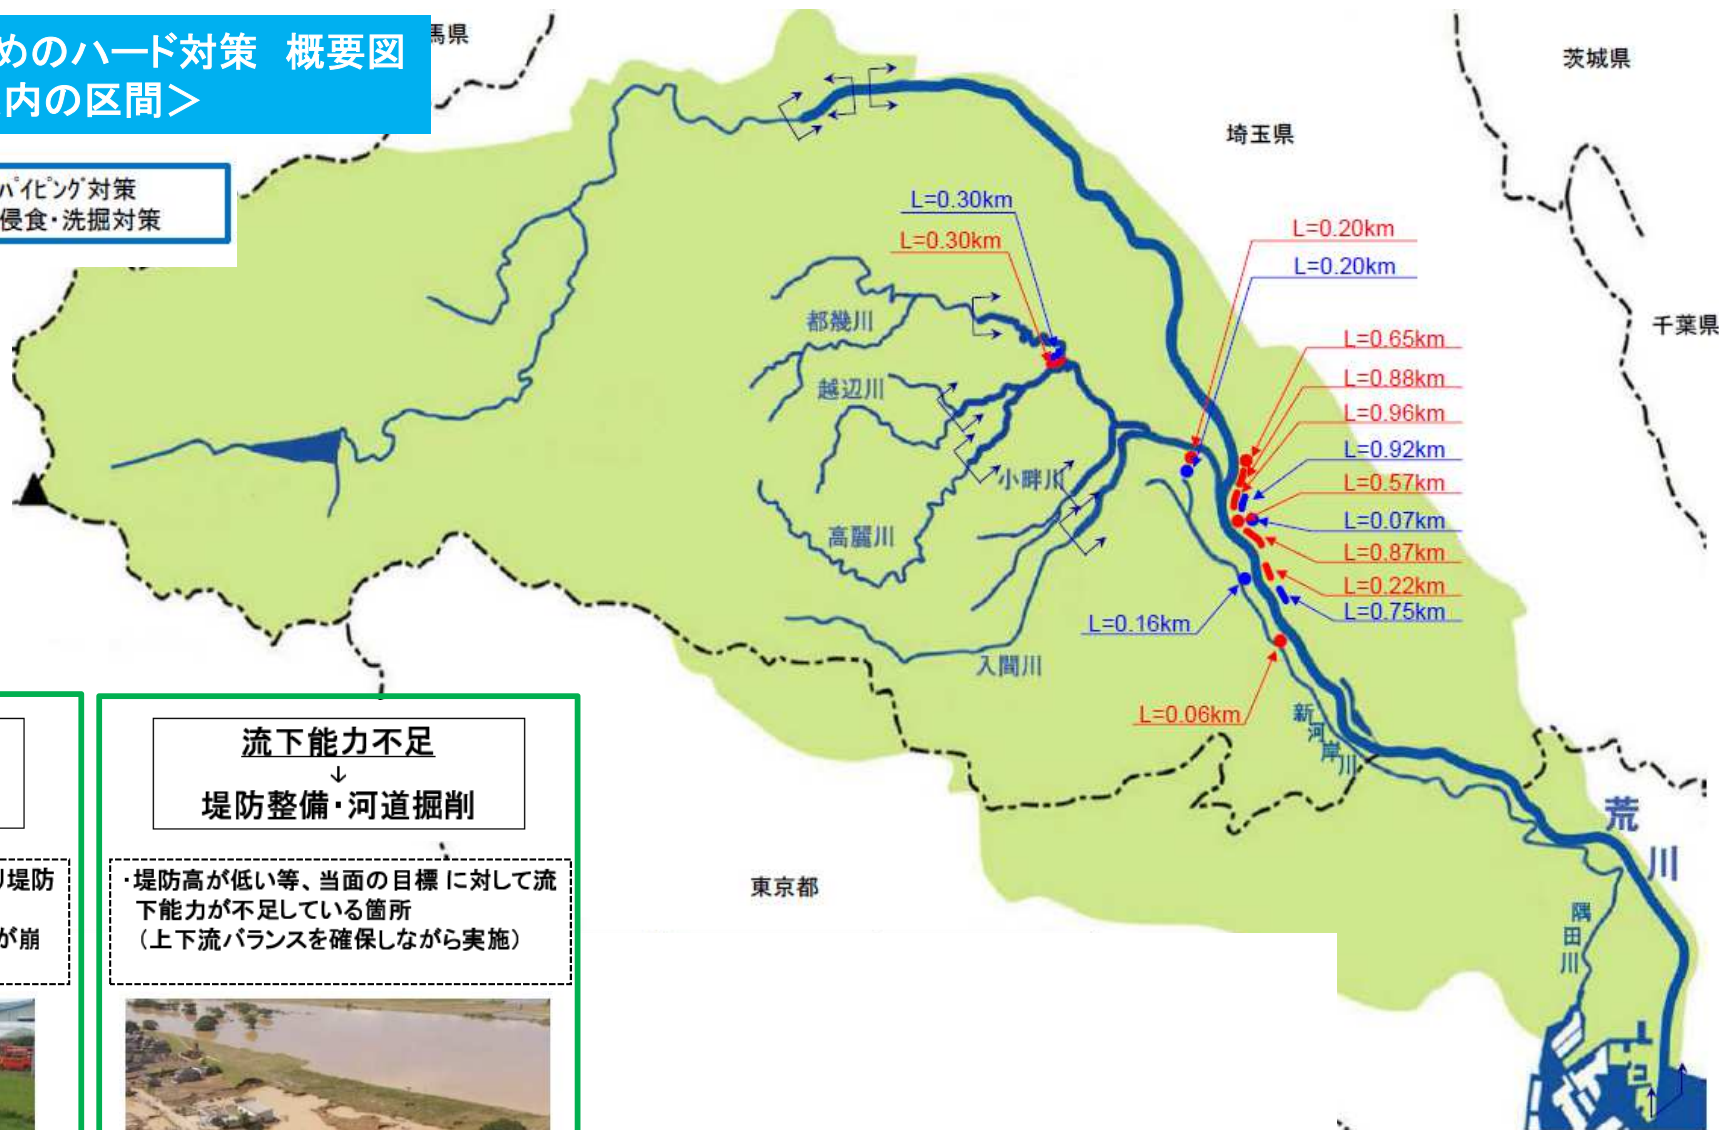 めのハード対策 概要図
内の区間＞
馬県
茨城県
埼玉県
千葉県
パイピング対策
侵食・洗掘対策
L=0.30km
L=0.30km
L=0.20km
L=0.20km
L=0.65km
L=0.88km
L=0.96km
L=0.92km
L=0.57km
L=0.07km
L=0.87km
L=0.22km
L=0.75km
L=0.16km
L=0.06km
都幾川
越辺川
小畔川
高麗川
入間川
新河岸川
荒川
隅田川
東京都
流下能力不足
↓
堤防整備・河道掘削
・堤防高が低い等、当面の目標に対して流
下能力が不足している箇所
（上下流バランスを確保しながら実施）
堤防
が崩